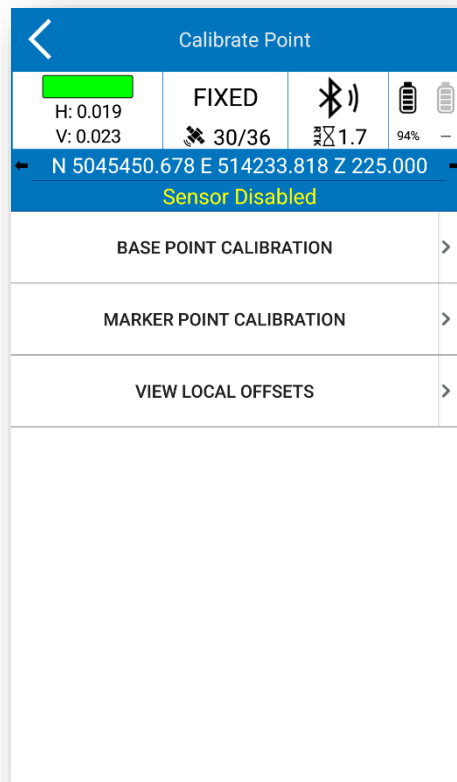 Calibrate Point
H: 0.019
V: 0.023
FIXED
30/36
RTK 1.7
94%
--
N 5045450.678 E 514233.818 Z 225.000
Sensor Disabled
BASE POINT CALIBRATION
MARKER POINT CALIBRATION
VIEW LOCAL OFFSETS